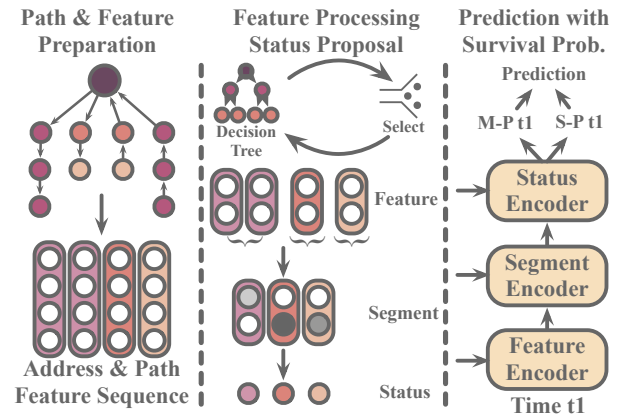 Path & Feature
Preparation
Address & Path
Feature Sequence
Feature Processing
Status Proposal
Decision
Tree
Select
Feature
Segment
Status
Prediction with
Survival Prob.
Prediction
M-P t1
S-P t1
Status
Encoder
Segment
Encoder
Feature
Encoder
Time t1